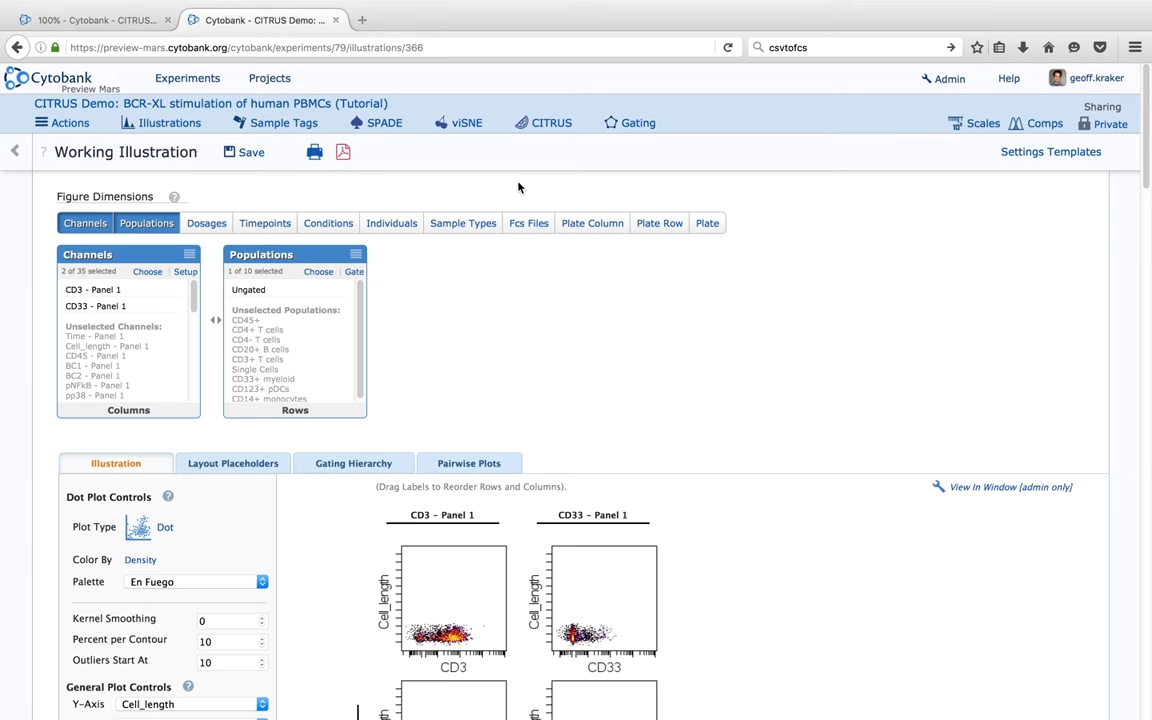 100% - Cytobank - CITRUS...
Cytobank - CITRUS Demo: ...
https://preview-mars.cytobank.org/cytobank/experiments/79/illustrations/366
csvtofcs
Cytobank
Preview Mars
Experiments
Projects
Admin
Help
geoff.kraker
CITRUS Demo: BCR-XL stimulation of human PBMCs (Tutorial)
Sharing
Actions
Illustrations
Sample Tags
SPADE
viSNE
CITRUS
Gating
Scales
Comps
Private
? Working Illustration
Save
Settings Templates
Figure Dimensions ?
Channels
Populations
Dosages
Timepoints
Conditions
Individuals
Sample Types
Fcs Files
Plate Column
Plate Row
Plate
Channels
2 of 35 selected Choose | Setup
CD3 - Panel 1
CD33 - Panel 1
Unselected Channels:
Time - Panel 1
Cell_length - Panel 1
CD45 - Panel 1
BC1 - Panel 1
BC2 - Panel 1
pNFkB - Panel 1
pp38 - Panel 1
Columns
Populations
1 of 10 selected Choose | Gate
Ungated
Unselected Populations:
CD45+
CD4+ T cells
CD4- T cells
CD20+ B cells
CD3+ T cells
Single Cells
CD33+ myeloid
CD123+ pDCs
CD14+ monocytes
Rows
Illustration
Layout Placeholders
Gating Hierarchy
Pairwise Plots
Dot Plot Controls ?
Plot Type Dot
Color By Density
Palette En Fuego
Kernel Smoothing 0
Percent per Contour 10
Outliers Start At 10
General Plot Controls ?
Y-Axis Cell_length
(Drag Labels to Reorder Rows and Columns).
View In Window [admin only]
CD3 - Panel 1
CD33 - Panel 1
Cell_length
Cell_length
CD3
CD33